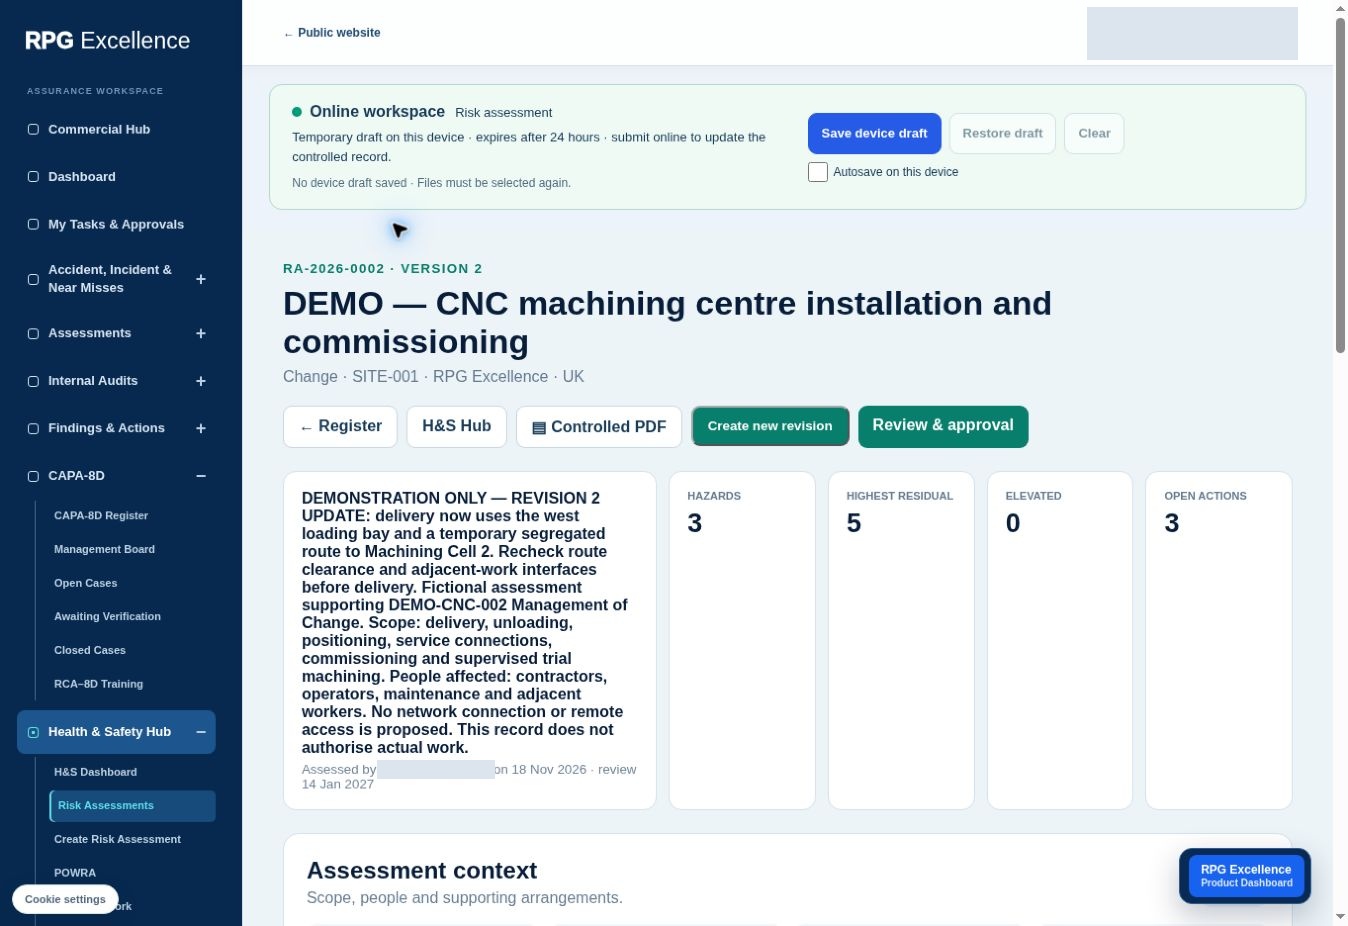 RPG Excellence
ASSURANCE WORKSPACE
Commercial Hub
Dashboard
My Tasks & Approvals
Accident, Incident &
Near Misses
+
Assessments
+
Internal Audits
+
Findings & Actions
+
CAPA-8D
−
CAPA-8D Register
Management Board
Open Cases
Awaiting Verification
Closed Cases
RCA–8D Training
Health & Safety Hub
−
H&S Dashboard
Risk Assessments
Create Risk Assessment
POWRA
ork
Cookie settings
← Public website
Online workspace Risk assessment
Temporary draft on this device · expires after 24 hours · submit online to update the
controlled record.
No device draft saved · Files must be selected again.
Save device draft
Restore draft
Clear
Autosave on this device
RA-2026-0002 · VERSION 2
DEMO — CNC machining centre installation and
commissioning
Change · SITE-001 · RPG Excellence · UK
← Register
H&S Hub
▤ Controlled PDF
Create new revision
Review & approval
DEMONSTRATION ONLY — REVISION 2
UPDATE: delivery now uses the west
loading bay and a temporary segregated
route to Machining Cell 2. Recheck route
clearance and adjacent-work interfaces
before delivery. Fictional assessment
supporting DEMO-CNC-002 Management of
Change. Scope: delivery, unloading,
positioning, service connections,
commissioning and supervised trial
machining. People affected: contractors,
operators, maintenance and adjacent
workers. No network connection or remote
access is proposed. This record does not
authorise actual work.
Assessed by on 18 Nov 2026 · review
14 Jan 2027
HAZARDS
3
HIGHEST RESIDUAL
5
ELEVATED
0
OPEN ACTIONS
3
Assessment context
Scope, people and supporting arrangements.
RPG Excellence
Product Dashboard